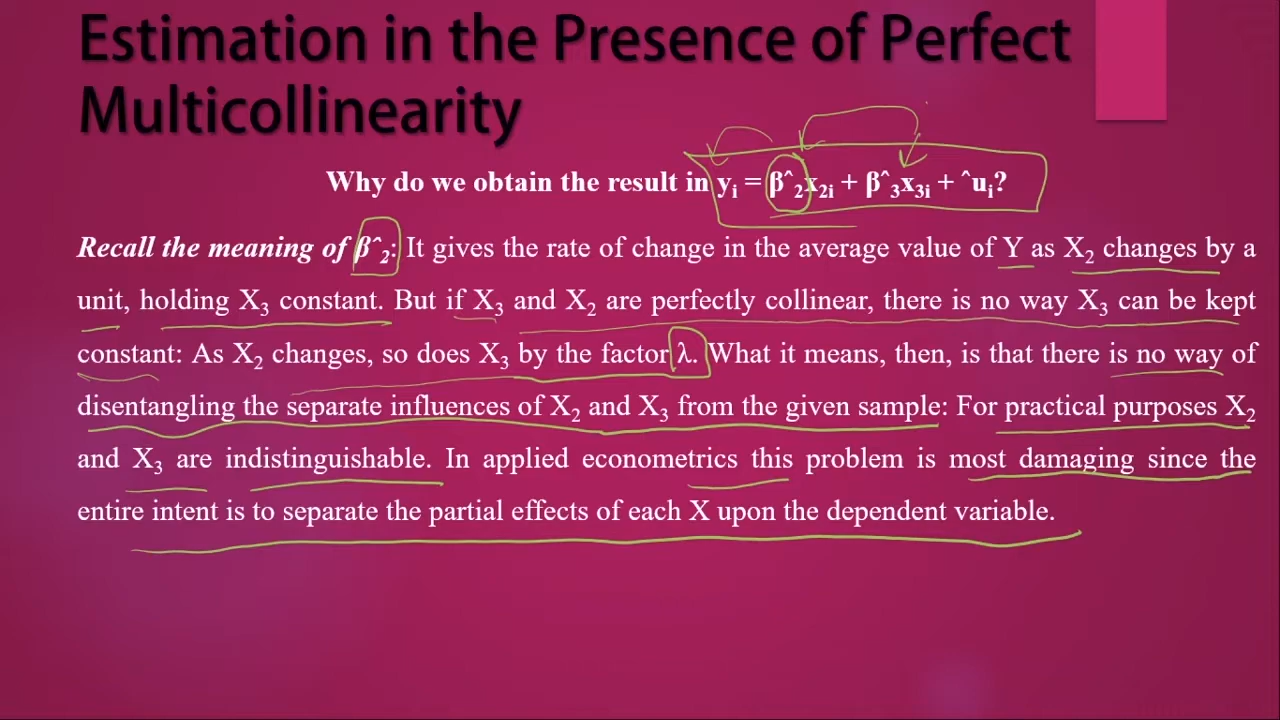 Estimation in the Presence of Perfect
Multicollinearity
Why do we obtain the result in yᵢ = β^₂x₂ᵢ + β^₃x₃ᵢ + ^uᵢ?
Recall the meaning of β^₂: It gives the rate of change in the average value of Y as X₂ changes by a
unit, holding X₃ constant. But if X₃ and X₂ are perfectly collinear, there is no way X₃ can be kept
constant: As X₂ changes, so does X₃ by the factor λ. What it means, then, is that there is no way of
disentangling the separate influences of X₂ and X₃ from the given sample: For practical purposes X₂
and X₃ are indistinguishable. In applied econometrics this problem is most damaging since the
entire intent is to separate the partial effects of each X upon the dependent variable.